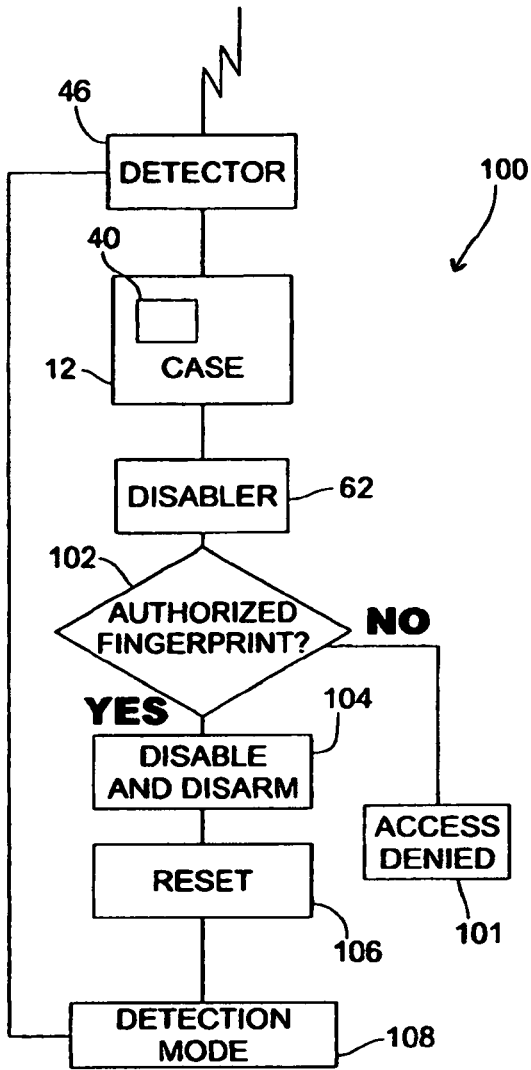 46
DETECTOR
100
40
12
CASE
DISABLER
62
102
AUTHORIZED
FINGERPRINT?
NO
YES
104
DISABLE
AND DISARM
ACCESS
DENIED
RESET
101
106
DETECTION
MODE
108